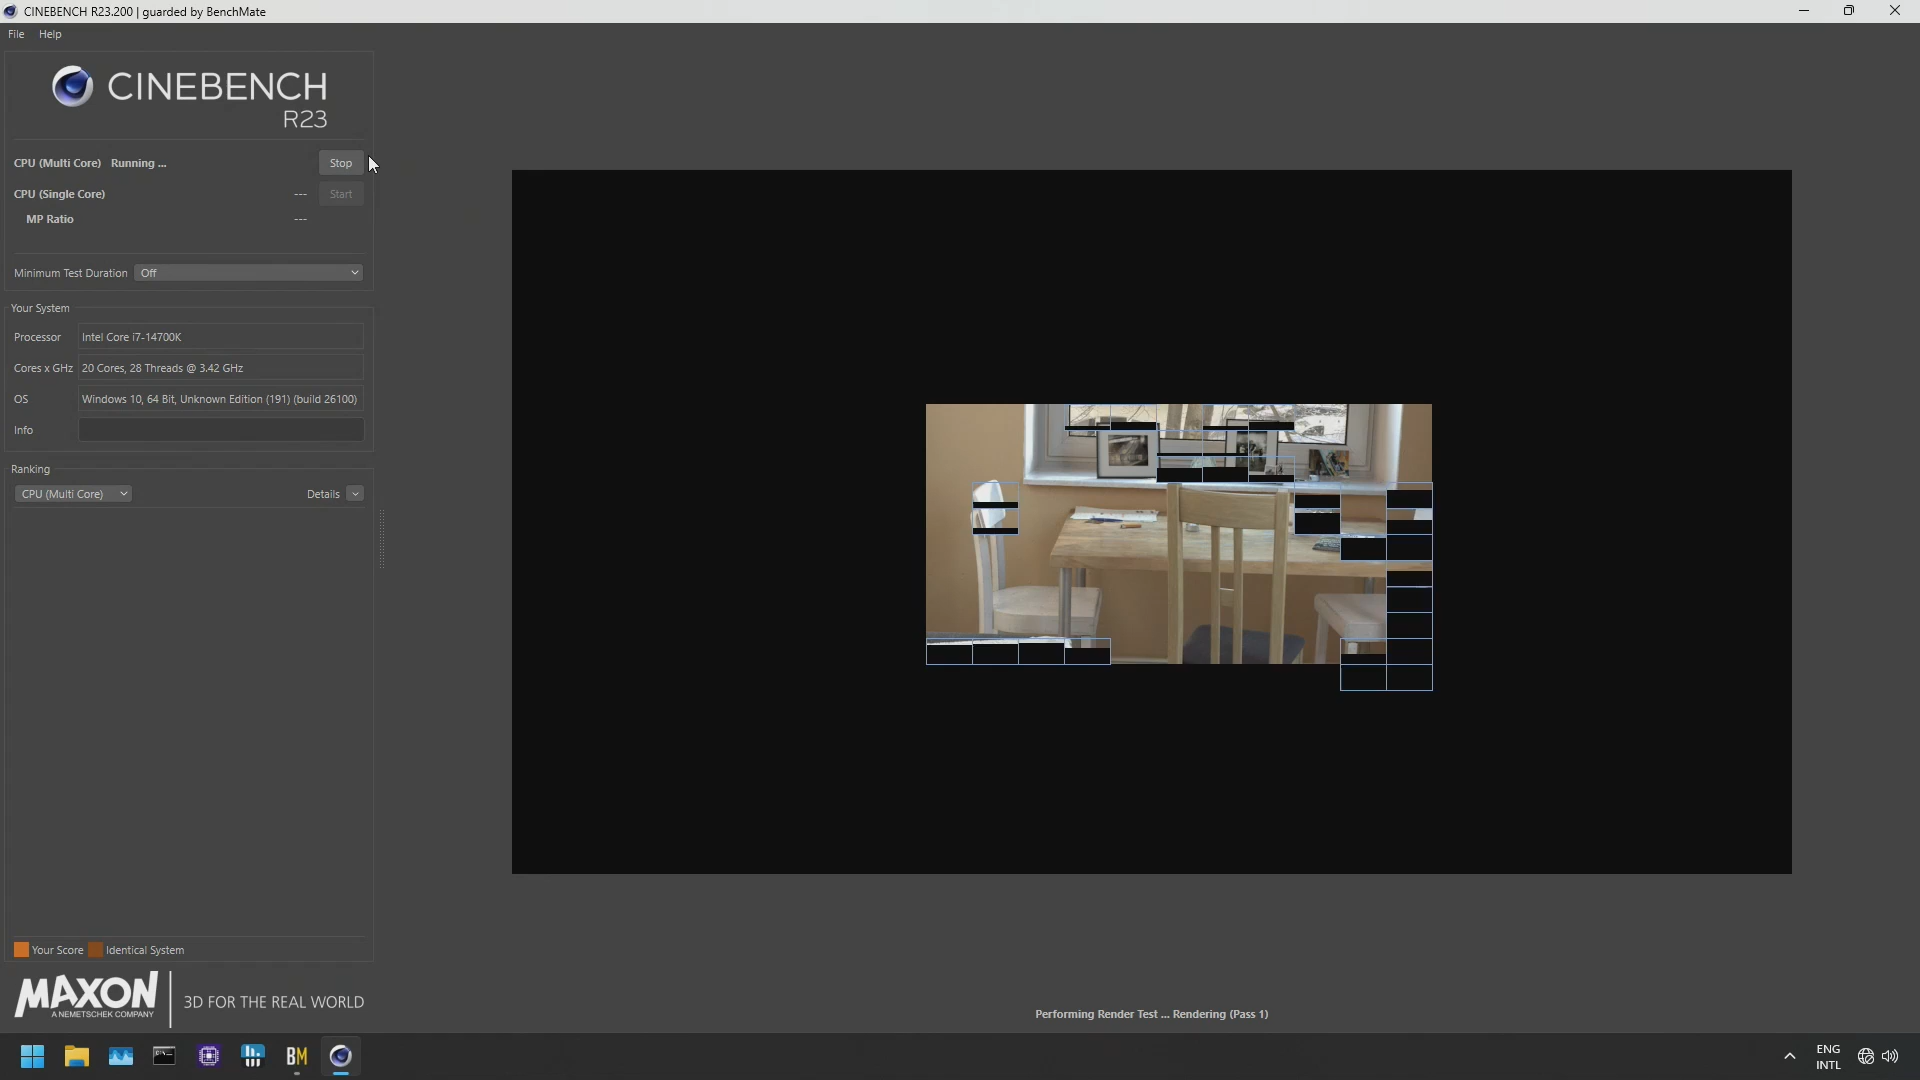 CINEBENCH R23.200 | guarded by BenchMate
File Help
CINEBENCH
R23
CPU (Multi Core) Running ... Stop
CPU (Single Core) --- Start
MP Ratio ---
Minimum Test Duration Off
Your System
Processor Intel Core i7-14700K
Cores x GHz 20 Cores, 28 Threads @ 3.42 GHz
OS Windows 10, 64 Bit, Unknown Edition (191) (build 26100)
Info
Ranking
CPU (Multi Core) Details
Your Score Identical System
MAXON
A NEMETSCHEK COMPANY
3D FOR THE REAL WORLD
Performing Render Test ... Rendering (Pass 1)
BM
ENG
INTL